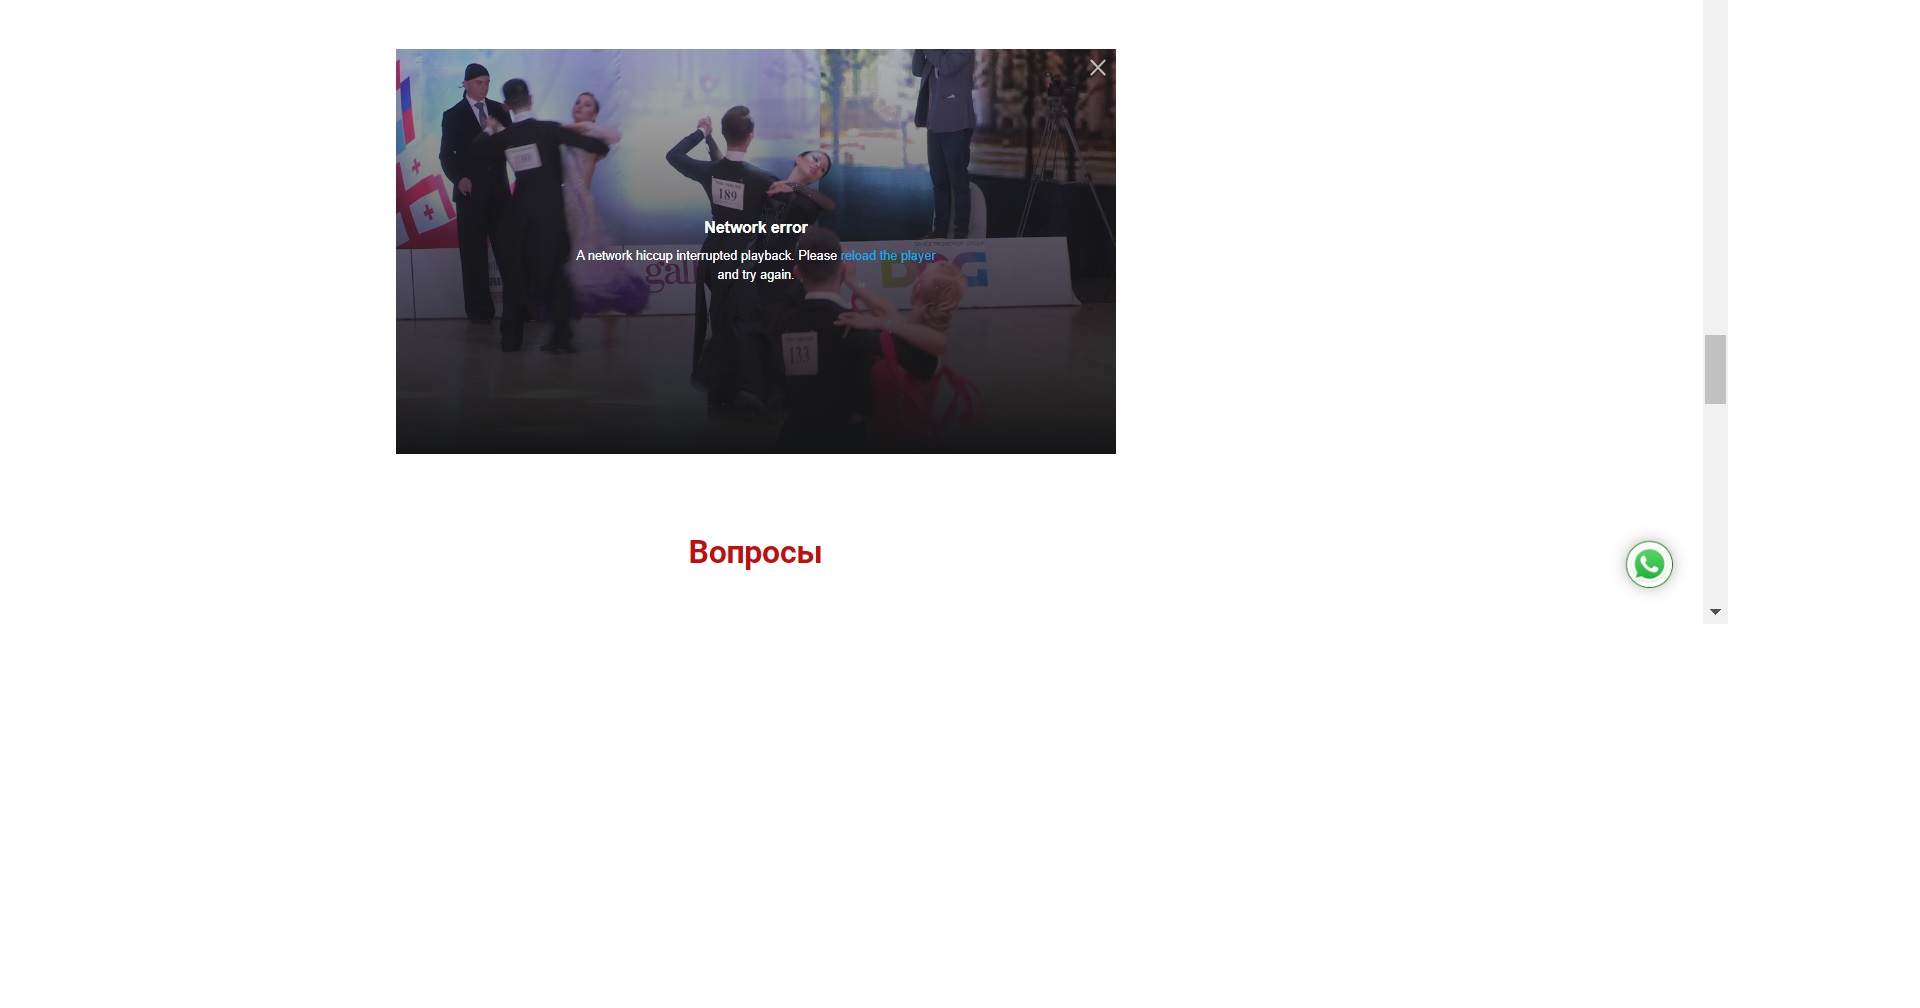 189
Network error
A network hiccup interrupted playback. Please reload the player
and try again.
133
Вопросы